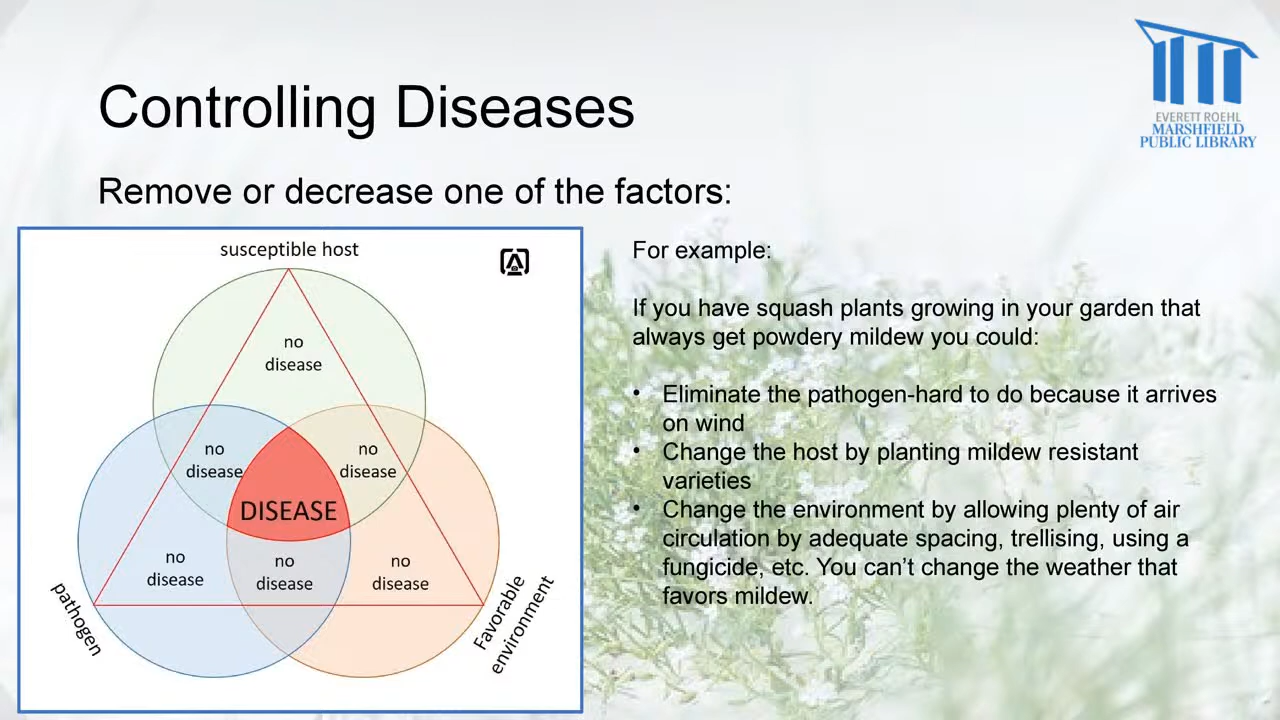 EVERETT ROEHL
MARSHFIELD
PUBLIC LIBRARY
Controlling Diseases
Remove or decrease one of the factors:
susceptible host
no
disease
no
disease
no
disease
DISEASE
no
disease
no
disease
no
disease
pathogen
Favorable
environment
For example:
If you have squash plants growing in your garden that
always get powdery mildew you could:
• Eliminate the pathogen-hard to do because it arrives
on wind
• Change the host by planting mildew resistant
varieties
• Change the environment by allowing plenty of air
circulation by adequate spacing, trellising, using a
fungicide, etc. You can’t change the weather that
favors mildew.